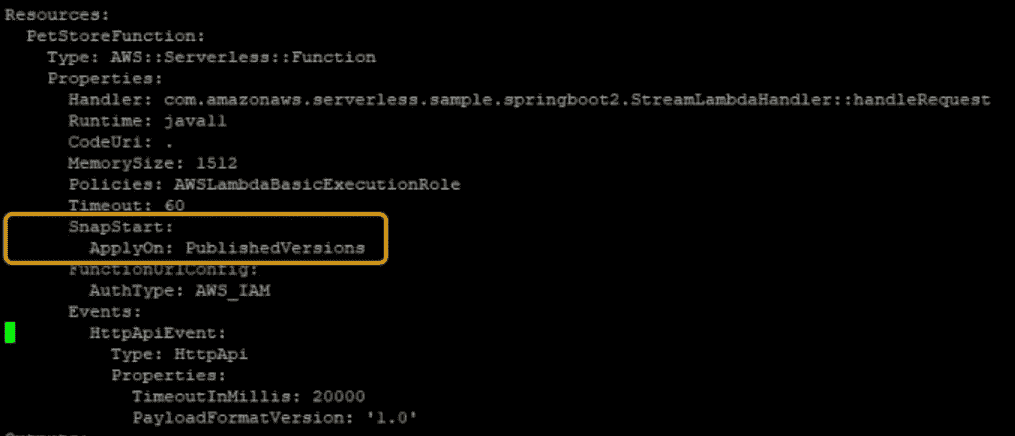 Resources:
  PetStoreFunction:
    Type: AWS::Serverless::Function
    Properties:
      Handler: com.amazonaws.serverless.sample.springboot2.StreamLambdaHandler::handleRequest
      Runtime: java11
      CodeUri: .
      MemorySize: 1512
      Policies: AWSLambdaBasicExecutionRole
      Timeout: 60
      SnapStart:
        ApplyOn: PublishedVersions
      FunctionUrlConfig:
        AuthType: AWS_IAM
      Events:
        HttpApiEvent:
          Type: HttpApi
          Properties:
            TimeoutInMillis: 20000
            PayloadFormatVersion: '1.0'